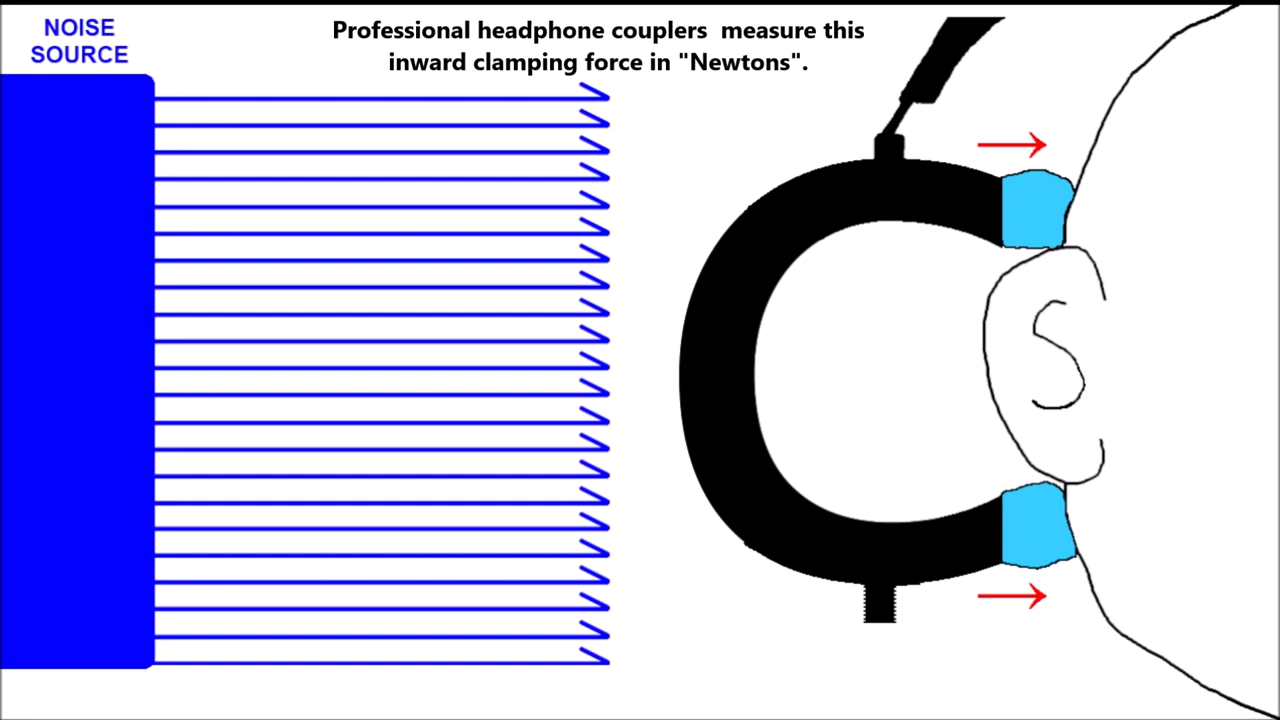 NOISE
SOURCE
Professional headphone couplers  measure this
inward clamping force in "Newtons".